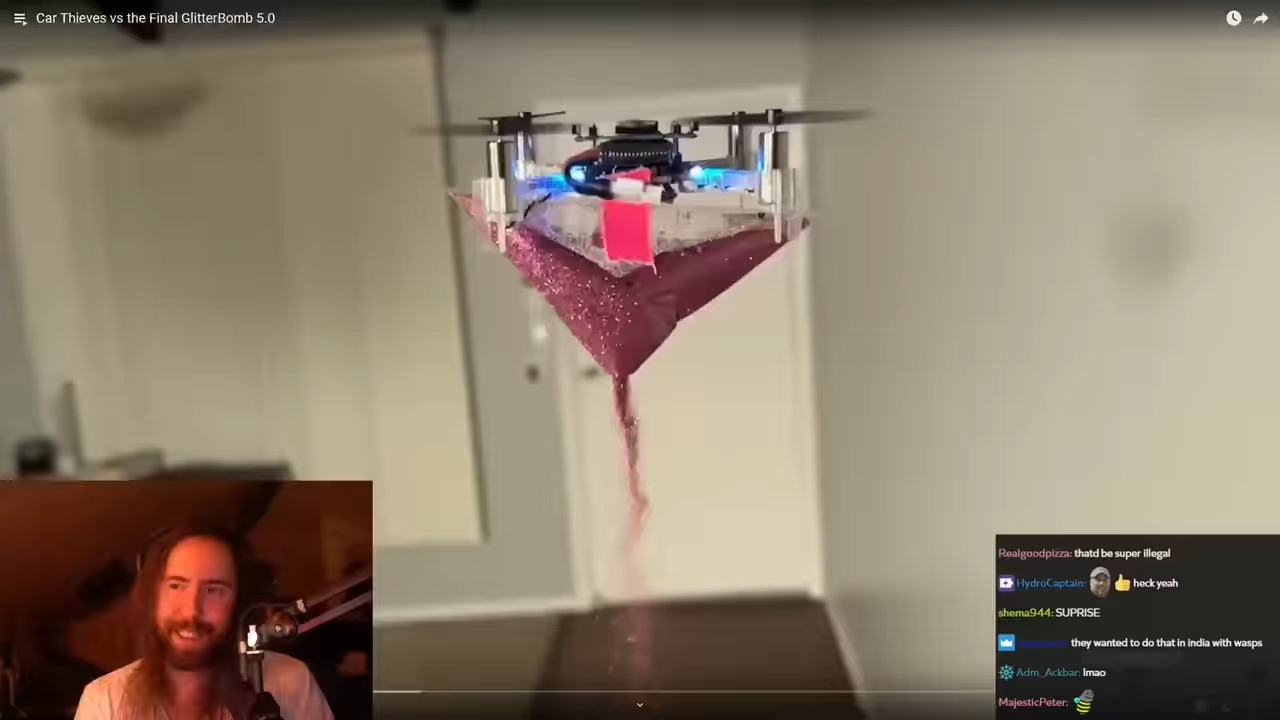 Car Thieves vs the Final GlitterBomb 5.0
Realgoodpizza: thatd be super illegal
HydroCaptain: heck yeah
shema944: SUPRISE
they wanted to do that in india with wasps
Adm_Ackbar: lmao
MajesticPeter: